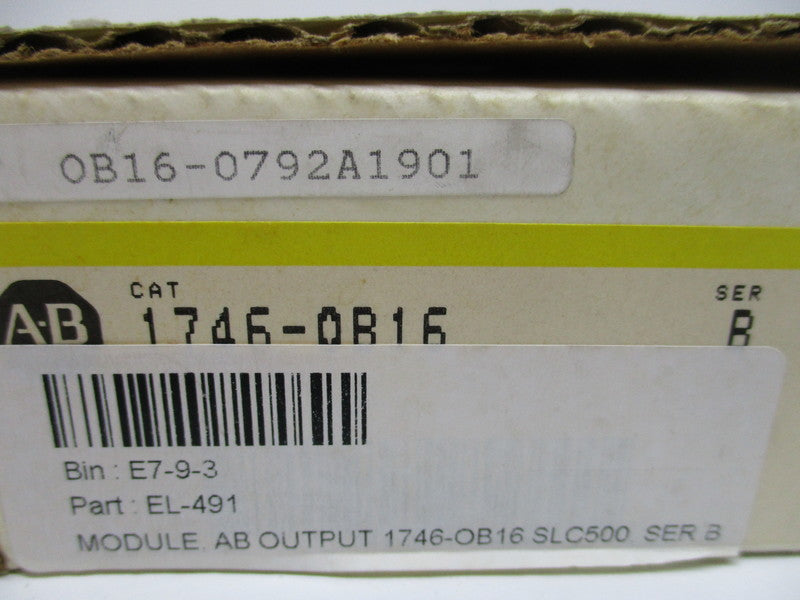 OB16-0792A1901
CAT
SER
A-B
1746-OB16
B
Bin : E7-9-3
Part : EL-491
MODULE, AB OUTPUT 1746-OB16 SLC500, SER B